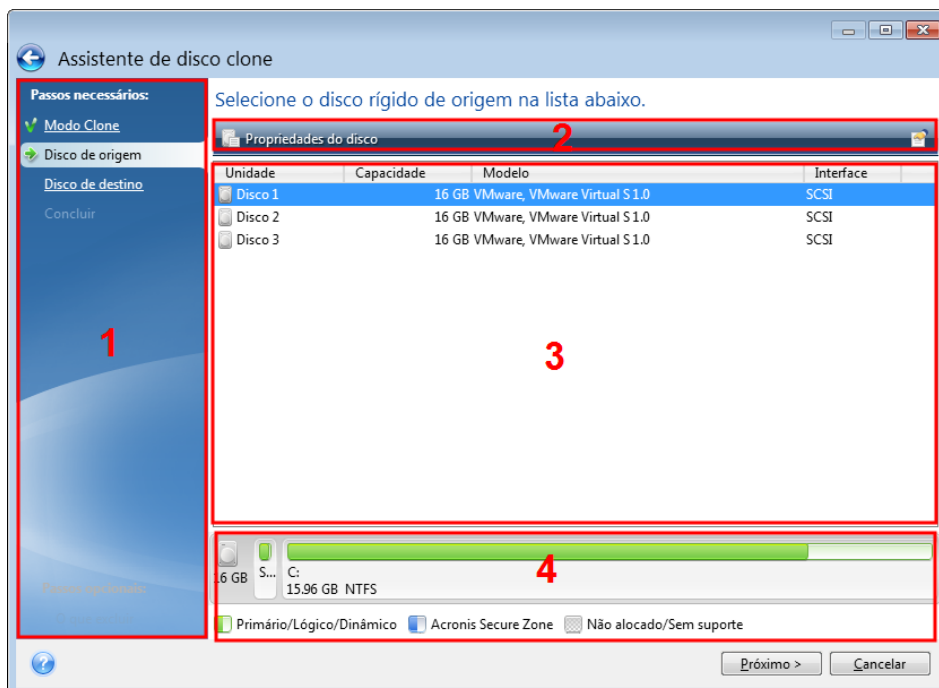 Assistente de disco clone
Passos necessários:
Modo Clone
Disco de origem
Disco de destino
Concluir
1
Selecione o disco rígido de origem na lista abaixo.
Propriedades do disco
2
Unidade Capacidade Modelo Interface
Disco 1 16 GB VMware, VMware Virtual S 1.0 SCSI
Disco 2 16 GB VMware, VMware Virtual S 1.0 SCSI
Disco 3 16 GB VMware, VMware Virtual S 1.0 SCSI
3
16 GB
S...
C:
15.96 GB NTFS
4
Primário/Lógico/Dinâmico Acronis Secure Zone Não alocado/Sem suporte
Próximo > Cancelar